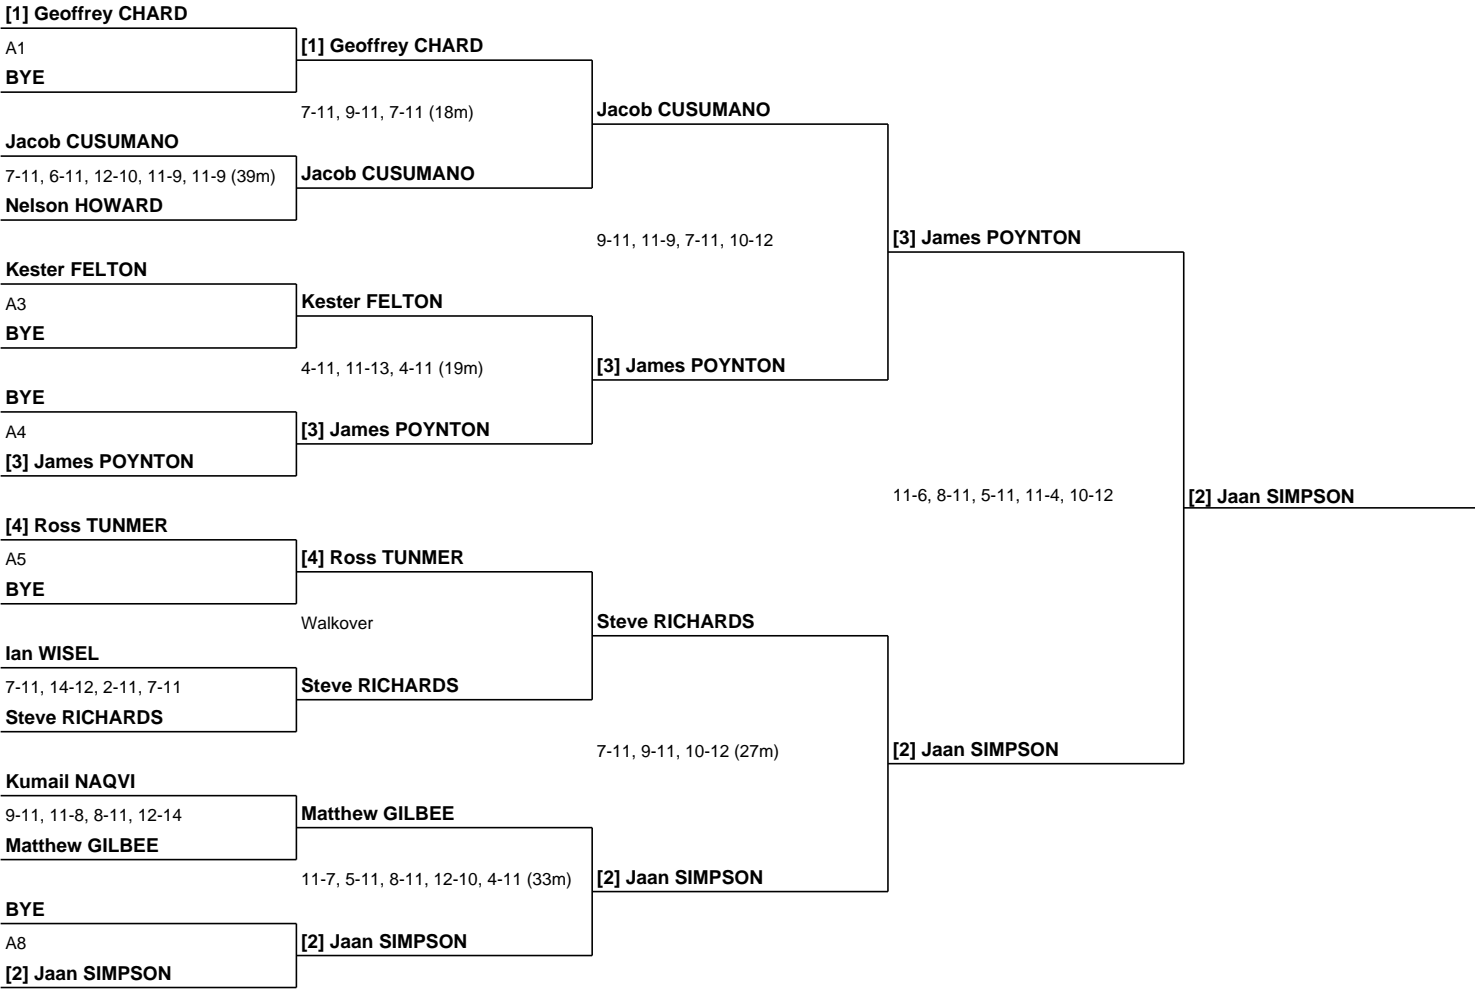 [1] Geoffrey CHARD
A1
BYE
Jacob CUSUMANO
7-11, 6-11, 12-10, 11-9, 11-9 (39m)
Nelson HOWARD
Kester FELTON
A3
BYE
BYE
A4
[3] James POYNTON
[4] Ross TUNMER
A5
BYE
Ian WISEL
7-11, 14-12, 2-11, 7-11
Steve RICHARDS
Kumail NAQVI
9-11, 11-8, 8-11, 12-14
Matthew GILBEE
BYE
A8
[2] Jaan SIMPSON
[1] Geoffrey CHARD
7-11, 9-11, 7-11 (18m)
Jacob CUSUMANO
Kester FELTON
4-11, 11-13, 4-11 (19m)
[3] James POYNTON
[4] Ross TUNMER
Walkover
Steve RICHARDS
Matthew GILBEE
11-7, 5-11, 8-11, 12-10, 4-11 (33m)
[2] Jaan SIMPSON
Jacob CUSUMANO
9-11, 11-9, 7-11, 10-12
[3] James POYNTON
Steve RICHARDS
7-11, 9-11, 10-12 (27m)
[2] Jaan SIMPSON
[3] James POYNTON
11-6, 8-11, 5-11, 11-4, 10-12
[2] Jaan SIMPSON
[2] Jaan SIMPSON